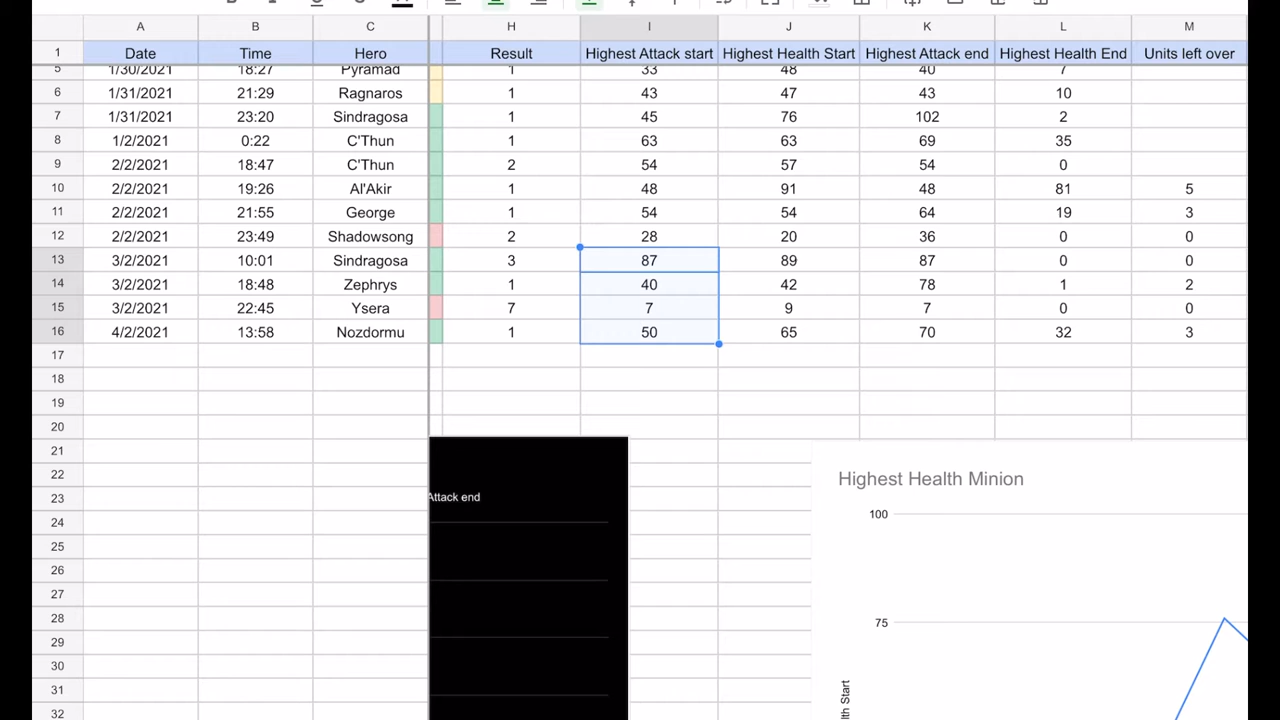 A B C H I J K L M
1 Date Time Hero Result Highest Attack start Highest Health Start Highest Attack end Highest Health End Units left over
5 1/30/2021 18:27 Pyramad 1 33 48 40 7
6 1/31/2021 21:29 Ragnaros 1 43 47 43 10
7 1/31/2021 23:20 Sindragosa 1 45 76 102 2
8 1/2/2021 0:22 C'Thun 1 63 63 69 35
9 2/2/2021 18:47 C'Thun 2 54 57 54 0
10 2/2/2021 19:26 Al'Akir 1 48 91 48 81 5
11 2/2/2021 21:55 George 1 54 54 64 19 3
12 2/2/2021 23:49 Shadowsong 2 28 20 36 0 0
13 3/2/2021 10:01 Sindragosa 3 87 89 87 0 0
14 3/2/2021 18:48 Zephrys 1 40 42 78 1 2
15 3/2/2021 22:45 Ysera 7 7 9 7 0 0
16 4/2/2021 13:58 Nozdormu 1 50 65 70 32 3
17
18
19
20
21
22 Highest Health Minion
23 Attack end 100
24
25
26
27
28 75
29
30
31 lth Start
32